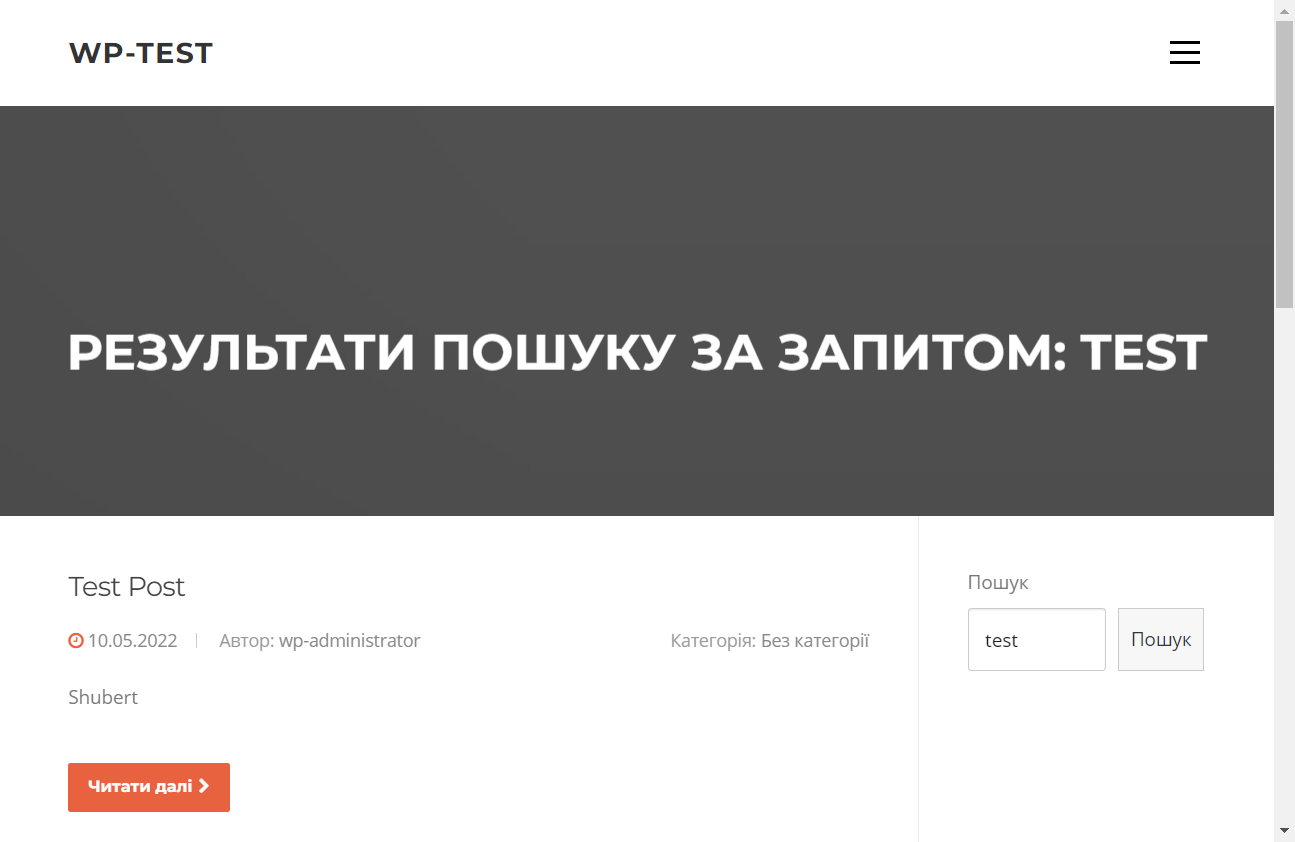 WP-TEST
РЕЗУЛЬТАТИ ПОШУКУ ЗА ЗАПИТОМ: TEST
Test Post
10.05.2022 Автор: wp-administrator Категорія: Без категорії
Shubert
Читати далі
Пошук
test Пошук